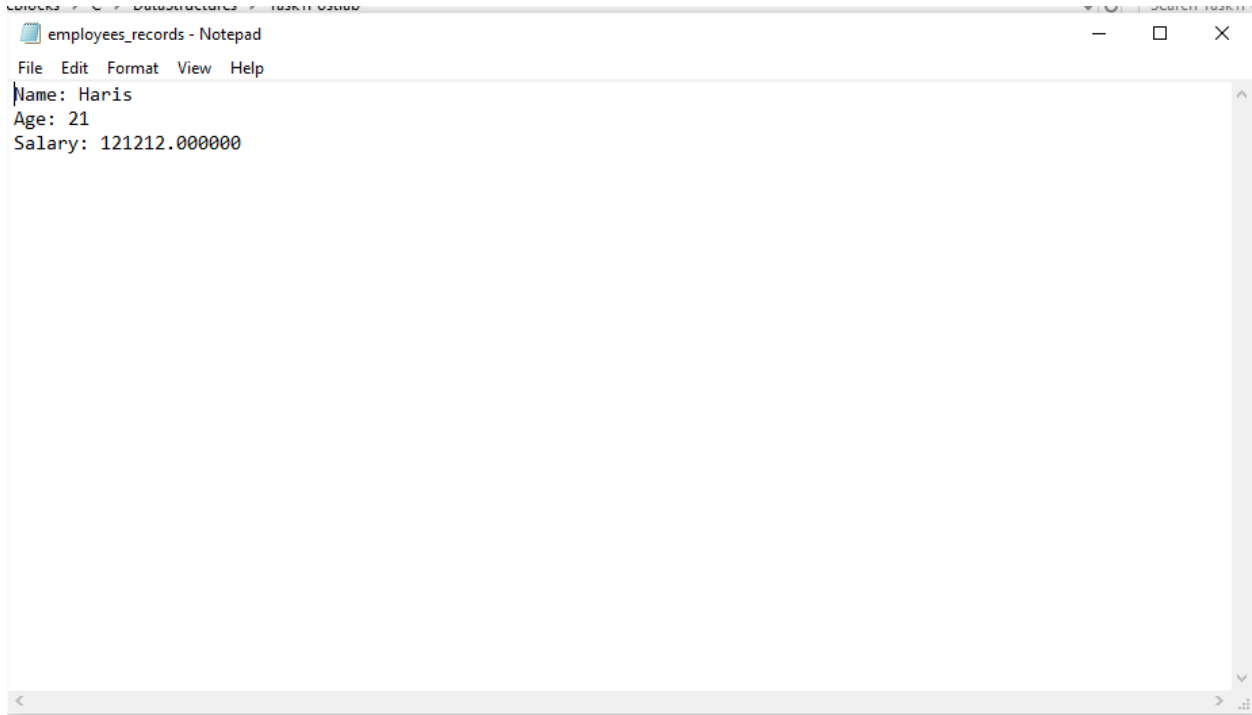 employees_records - Notepad
File Edit Format View Help
Name: Haris
Age: 21
Salary: 121212.000000